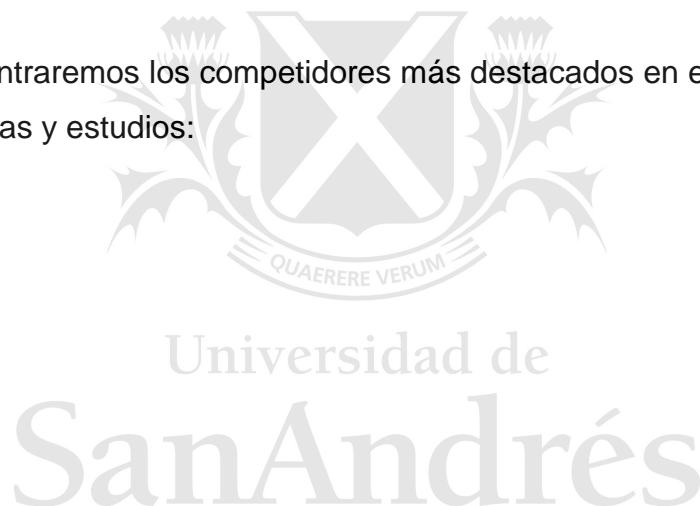 ntraremos los competidores más destacados en e
as y estudios:
QUAERERE VERUM
Universidad de
SanAndrés